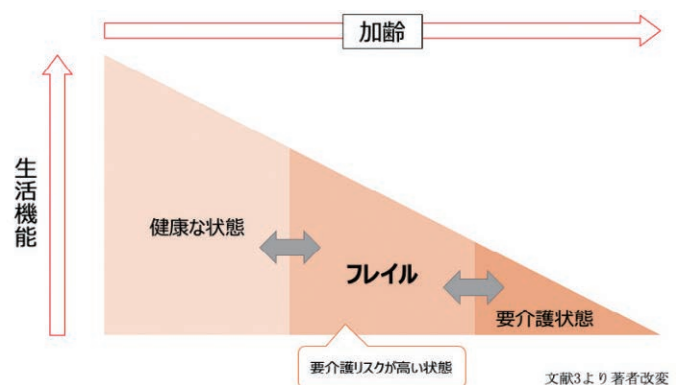 加齢
生活機能
健康な状態
フレイル
要介護状態
要介護リスクが高い状態
文献3より著者改変